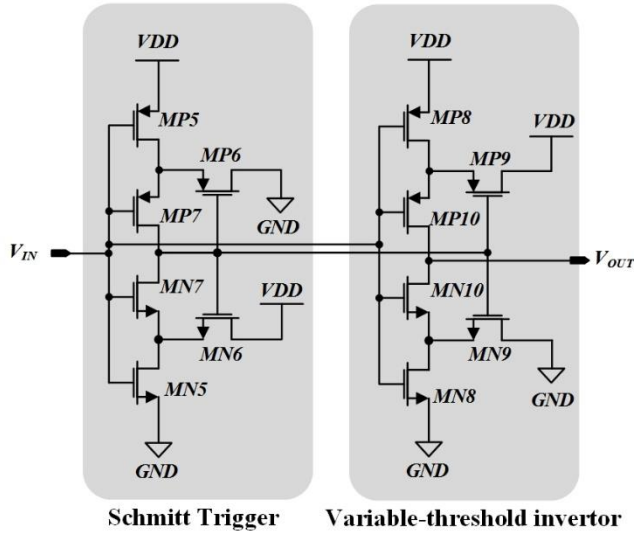 VDD
VDD
MP5
MP8
MP6
MP9
VDD
MP7
MP10
GND
VIN
VOUT
MN7
VDD
MN10
MN6
MN9
MN5
MN8
GND
GND
GND
Schmitt Trigger
Variable-threshold invertor